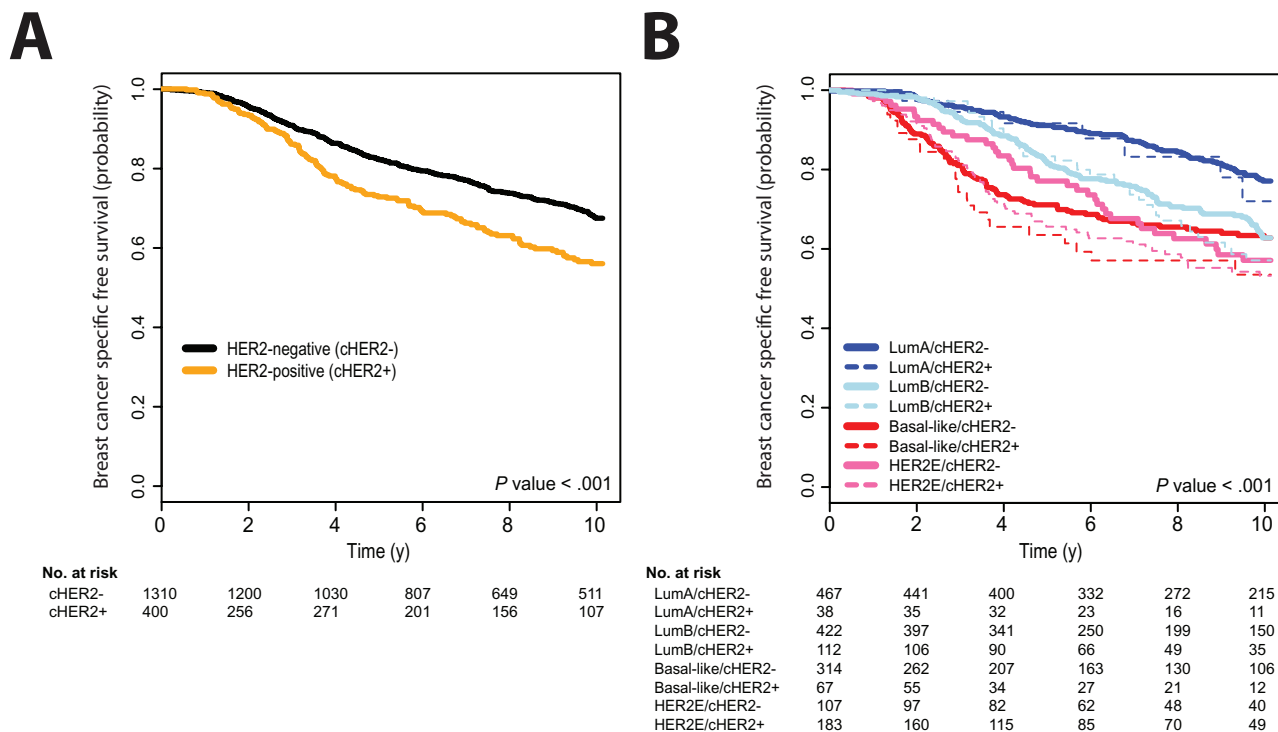 A
Breast cancer specific free survival (probability)
1.0
0.8
0.6
0.4
0.2
0.0
HER2-negative (cHER2-)
HER2-positive (cHER2+)
P value < .001
0 2 4 6 8 10
Time (y)
No. at risk
cHER2- 1310 1200 1030 807 649 511
cHER2+ 400 256 271 201 156 107
B
Breast cancer specific free survival (probability)
1.0
0.8
0.6
0.4
0.2
0.0
LumA/cHER2-
LumA/cHER2+
LumB/cHER2-
LumB/cHER2+
Basal-like/cHER2-
Basal-like/cHER2+
HER2E/cHER2-
HER2E/cHER2+
P value < .001
0 2 4 6 8 10
Time (y)
No. at risk
LumA/cHER2- 467 441 400 332 272 215
LumA/cHER2+ 38 35 32 23 16 11
LumB/cHER2- 422 397 341 250 199 150
LumB/cHER2+ 112 106 90 66 49 35
Basal-like/cHER2- 314 262 207 163 130 106
Basal-like/cHER2+ 67 55 34 27 21 12
HER2E/cHER2- 107 97 82 62 48 40
HER2E/cHER2+ 183 160 115 85 70 49